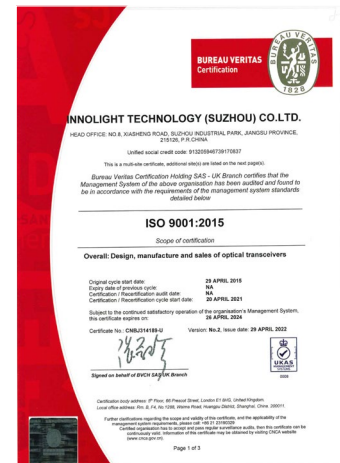 BUREAU VERITAS
Certification
BUREAU VERITAS
1828
INNOLIGHT TECHNOLOGY (SUZHOU) CO.LTD.
HEAD OFFICE: NO.8, XIASHENG ROAD, SUZHOU INDUSTRIAL PARK, JIANGSU PROVINCE,
215126, P.R.CHINA
Unified social credit code: 913205946739170837
This is a multi-site certificate, additional site(s) are listed on the next page(s).
Bureau Veritas Certification Holding SAS - UK Branch certifies that the
Management System of the above organisation has been audited and found to
be in accordance with the requirements of the management system standards
detailed below
ISO 9001:2015
Scope of certification
Overall: Design, manufacture and sales of optical transceivers
Original cycle start date: 29 APRIL 2015
Expiry date of previous cycle: NA
Certification / Recertification audit date: NA
Certification / Recertification cycle start date: 20 APRIL 2021
Subject to the continued satisfactory operation of the organisation's Management System,
this certificate expires on: 26 APRIL 2024
Certificate No.: CNBJ314189-U Version: No.2, Issue date: 29 APRIL 2022
Signed on behalf of BVCH SAS UK Branch
UKAS
MANAGEMENT
SYSTEMS
0008
Certification body address: 5th Floor, 66 Prescot Street, London E1 8HG, United Kingdom.
Local office address: Rm. B, F4, No.1288, Waima Road, Huangpu District, Shanghai, China. 200011
Further clarifications regarding the scope and validity of this certificate, and the applicability of the
management system requirements, please call: +86 21 23190309
Certified organisation has to accept and pass regular surveillance audits, then this certificate can be
continuously valid. Information of this certificate may be obtained by visiting CNCA website
(www.cnca.gov.cn).
Page 1 of 3